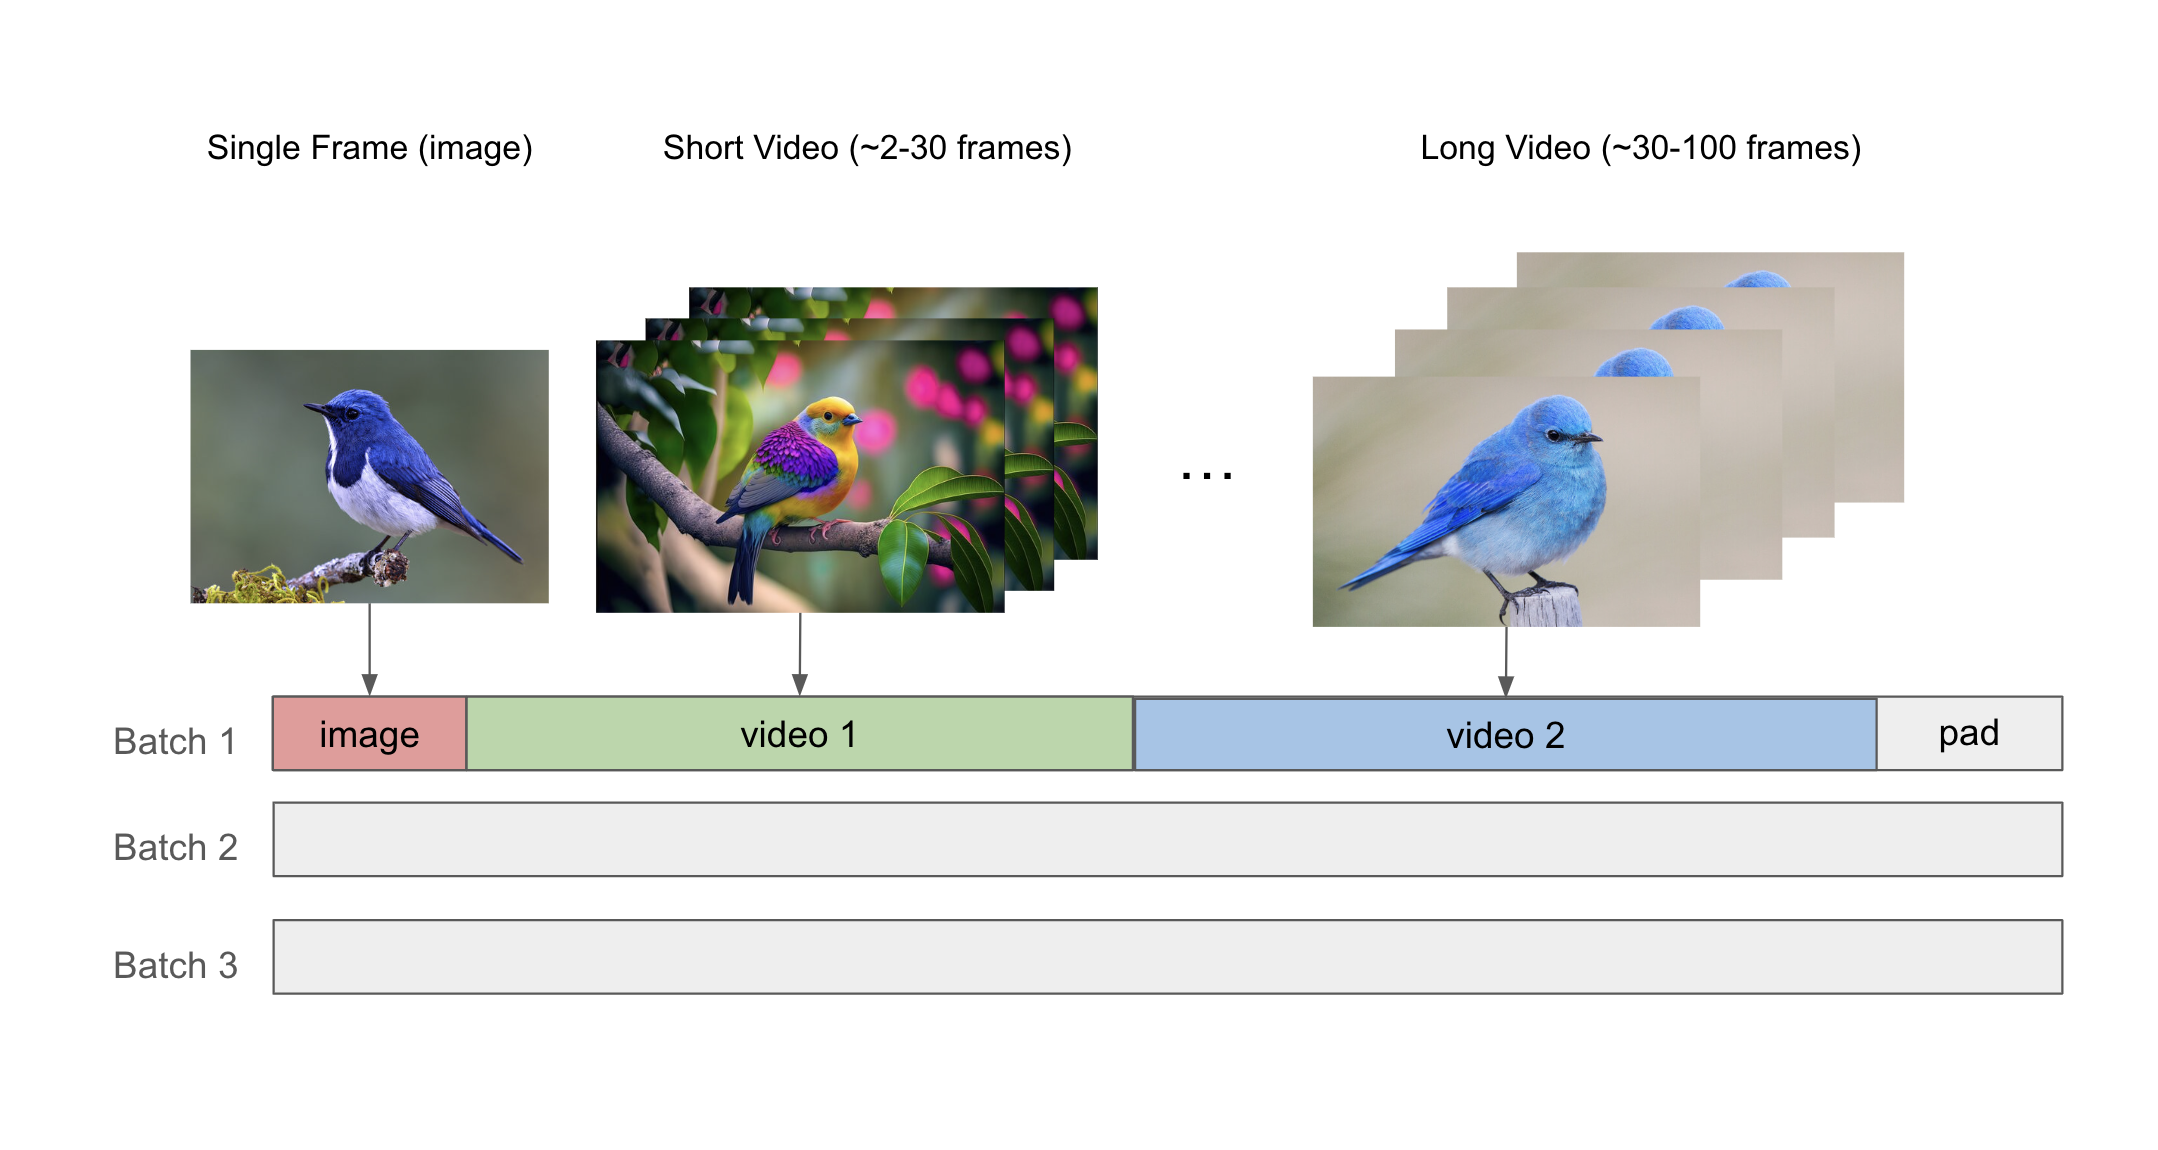 Single Frame (image)
Short Video (~2-30 frames)
Long Video (~30-100 frames)
...
Batch 1
image
video 1
video 2
pad
Batch 2
Batch 3